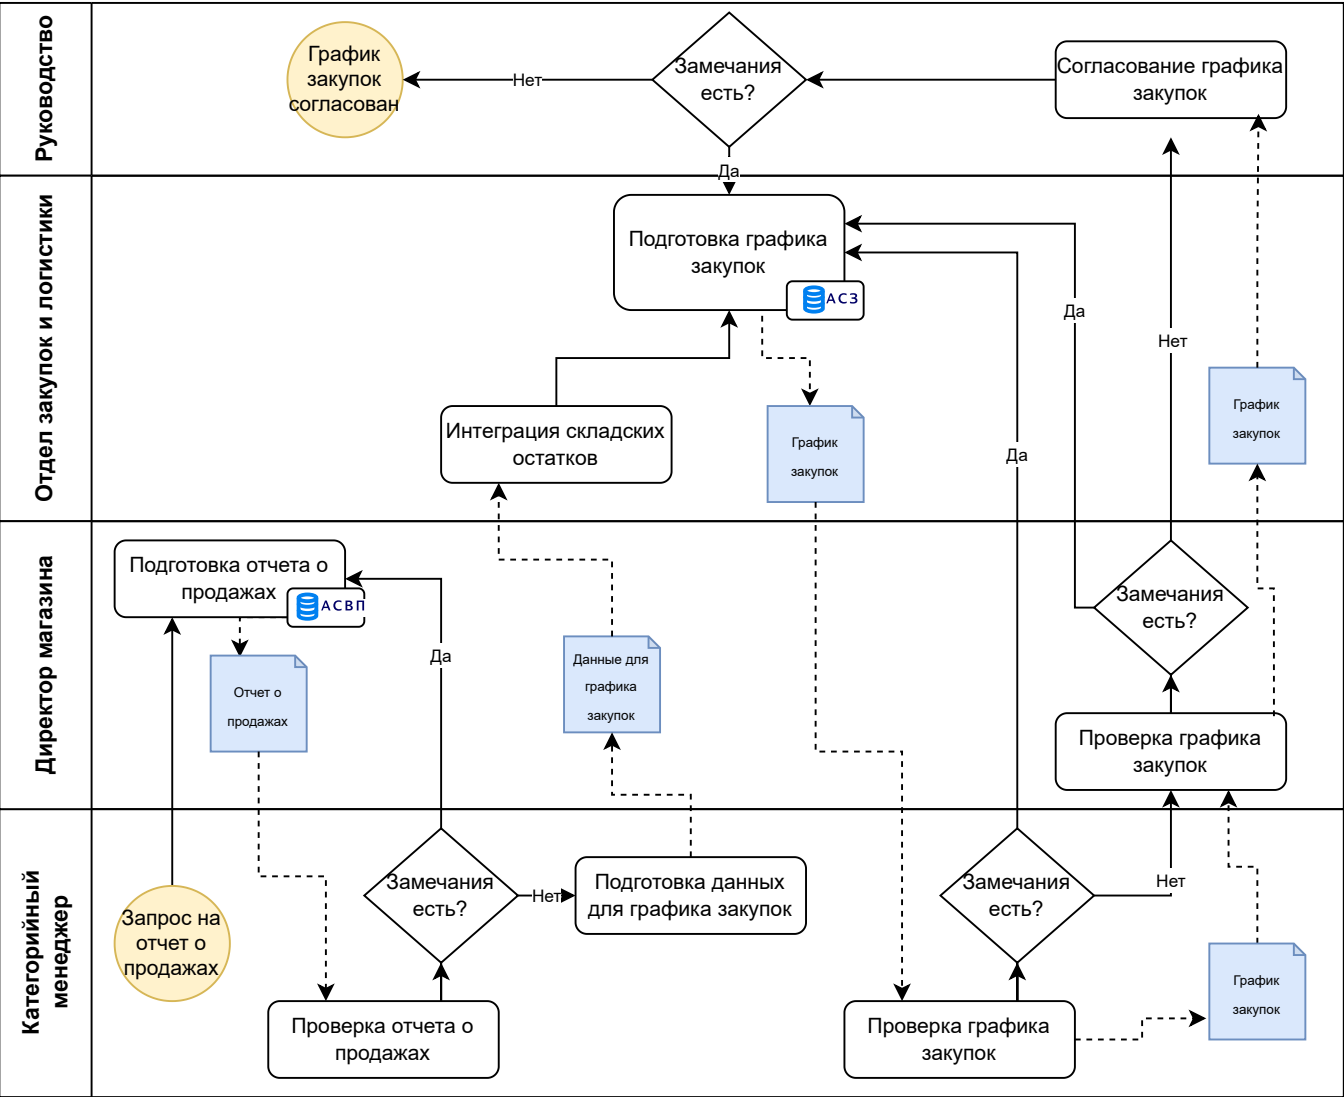 Руководство
График
закупок
согласован
Нет
Замечания
есть?
Согласование графика
закупок
Да
Отдел закупок и логистики
Подготовка графика
закупок
АСЗ
Да
Нет
Интеграция складских
остатков
График
закупок
График
закупок
Да
Директор магазина
Подготовка отчета о
продажах
АСВП
Замечания
есть?
Да
Отчет о
продажах
Данные для
графика
закупок
Проверка графика
закупок
Категорийный
менеджер
Запрос на
отчет о
продажах
Замечания
есть?
Нет
Подготовка данных
для графика закупок
Замечания
есть?
Нет
График
закупок
Проверка отчета о
продажах
Проверка графика
закупок